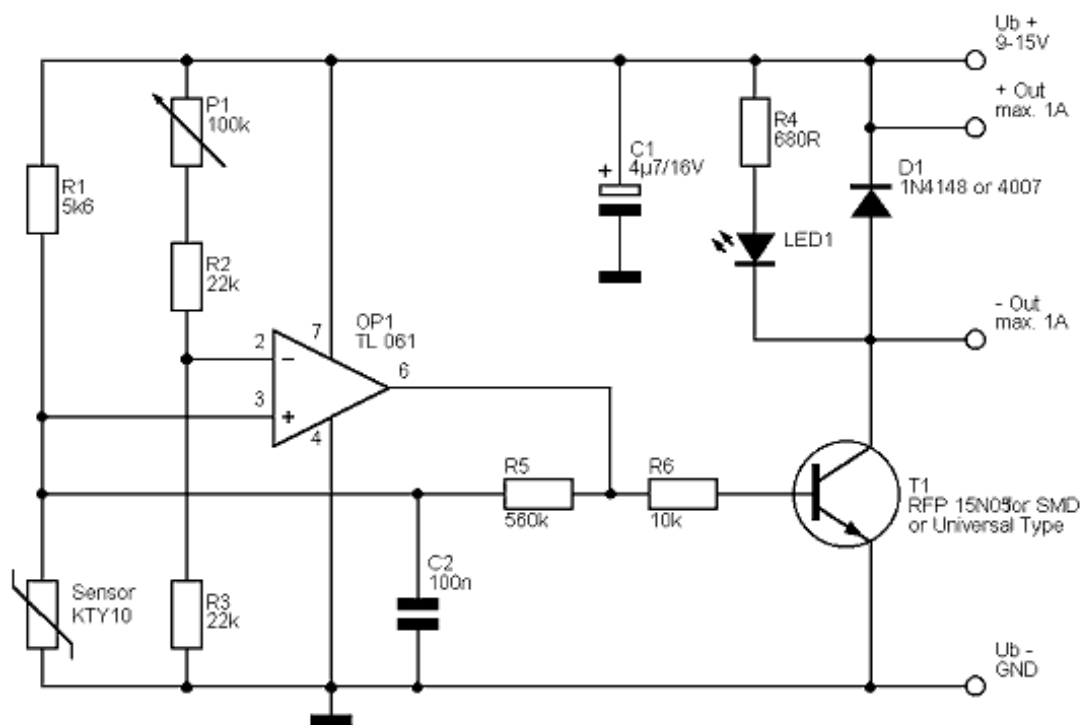 Ub +
9-15V
+ Out
max. 1A
P1
100k
R1
5k6
R4
680R
C1
+
4µ7/16V
D1
1N4148 or 4007
LED1
R2
22k
OP1
TL 061
2
−
7
6
3
+
4
- Out
max. 1A
R5
560k
R6
10k
T1
RFP 15N05 for SMD
or Universal Type
C2
100n
Sensor
KTY10
R3
22k
Ub -
GND